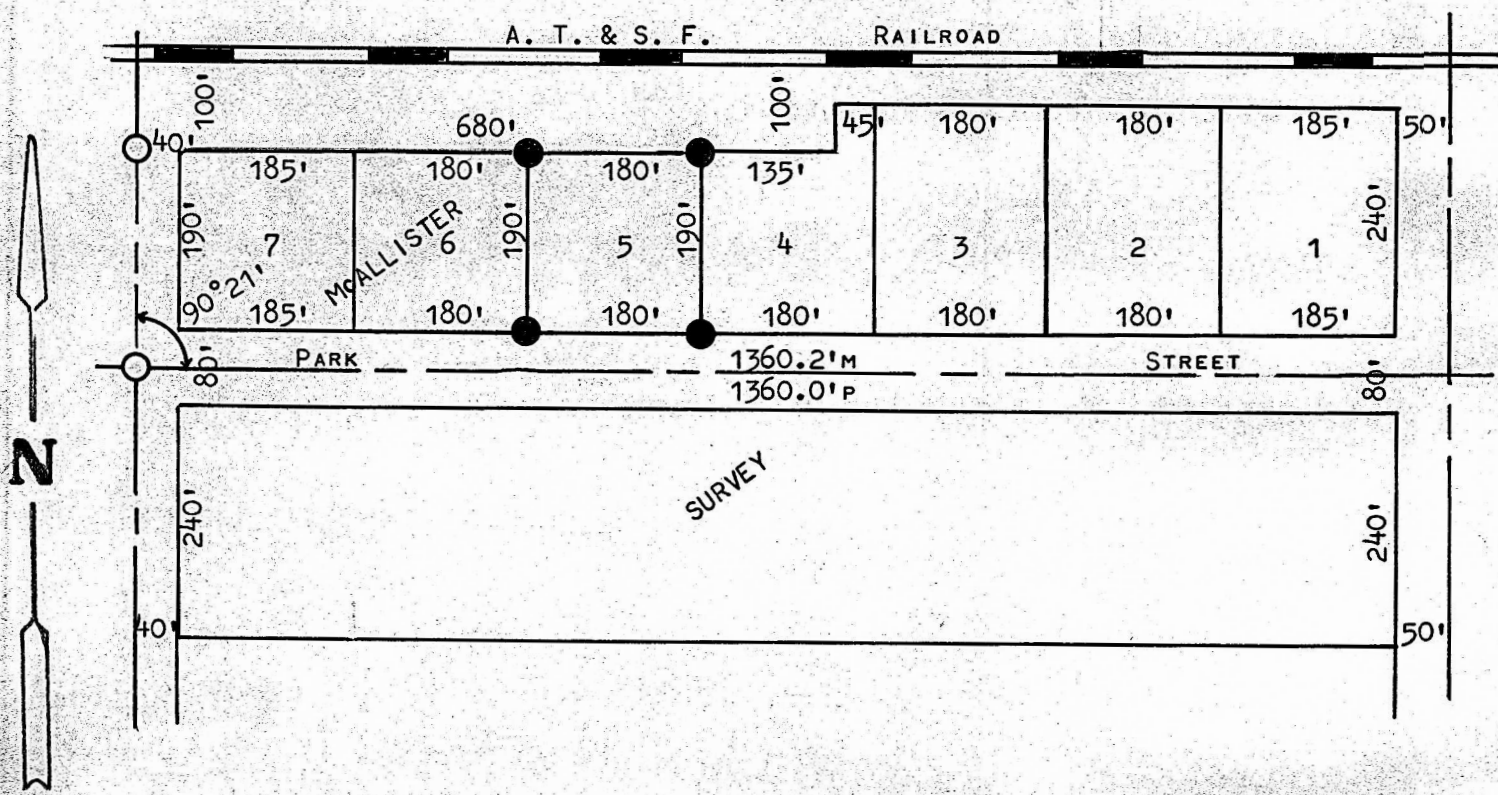 A. T. & S. F. RAILROAD
100' 100'
40' 680' 45' 180' 180' 185' 50'
185' 180' 180' 135'
190' 190' 190' 240'
7 6 5 4 3 2 1
McALLISTER
90°21'
185' 180' 180' 180' 180' 180' 185'
PARK 1360.2'M STREET
80' 1360.0'P 80'
N
SURVEY
240' 240'
40' 50'